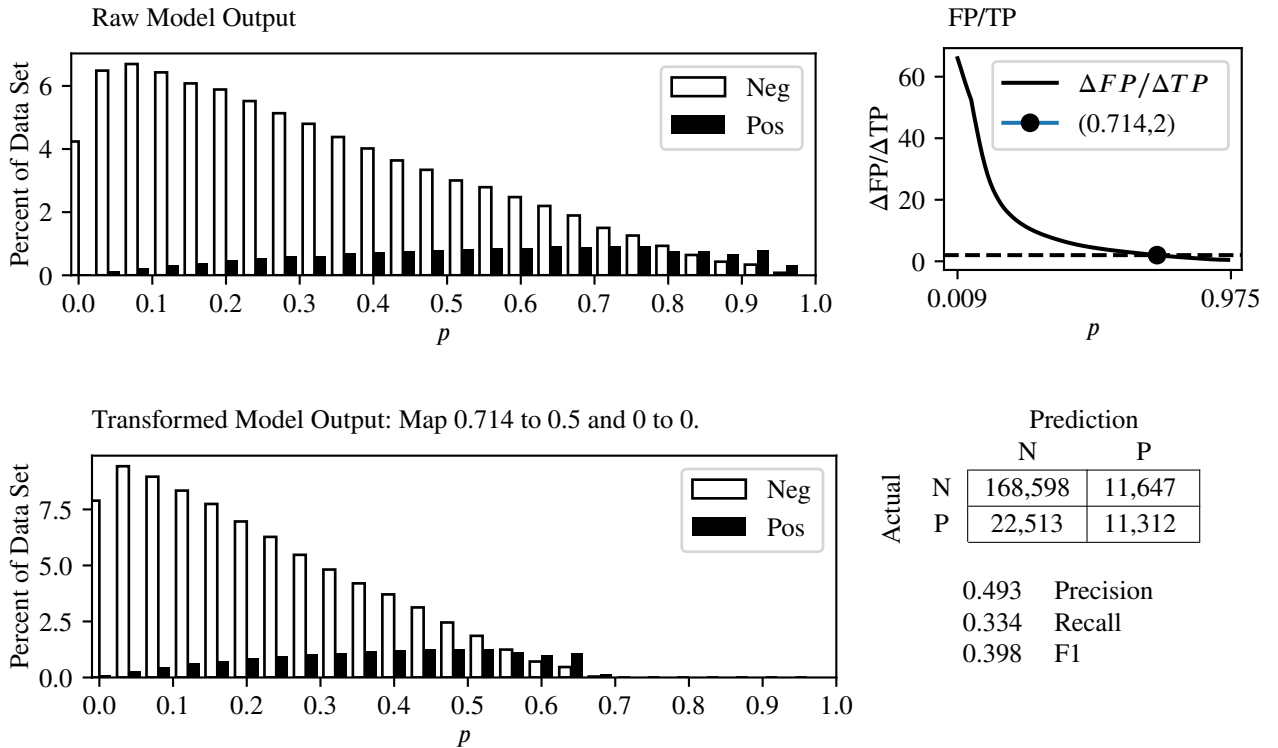 Raw Model Output
Percent of Data Set
6
4
2
0
Neg
Pos
0.0 0.1 0.2 0.3 0.4 0.5 0.6 0.7 0.8 0.9 1.0
p
FP/TP
ΔFP/ΔTP
60
40
20
0
ΔFP/ΔTP
(0.714,2)
0.009 0.975
p
Transformed Model Output: Map 0.714 to 0.5 and 0 to 0.
Percent of Data Set
7.5
5.0
2.5
0.0
Neg
Pos
0.0 0.1 0.2 0.3 0.4 0.5 0.6 0.7 0.8 0.9 1.0
p
Prediction
N P
Actual
N 168,598 11,647
P 22,513 11,312
0.493 Precision
0.334 Recall
0.398 F1